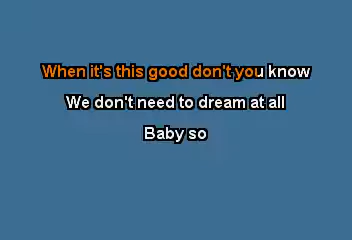 When it's this good don't you know
We don't need to dream at all
Baby so